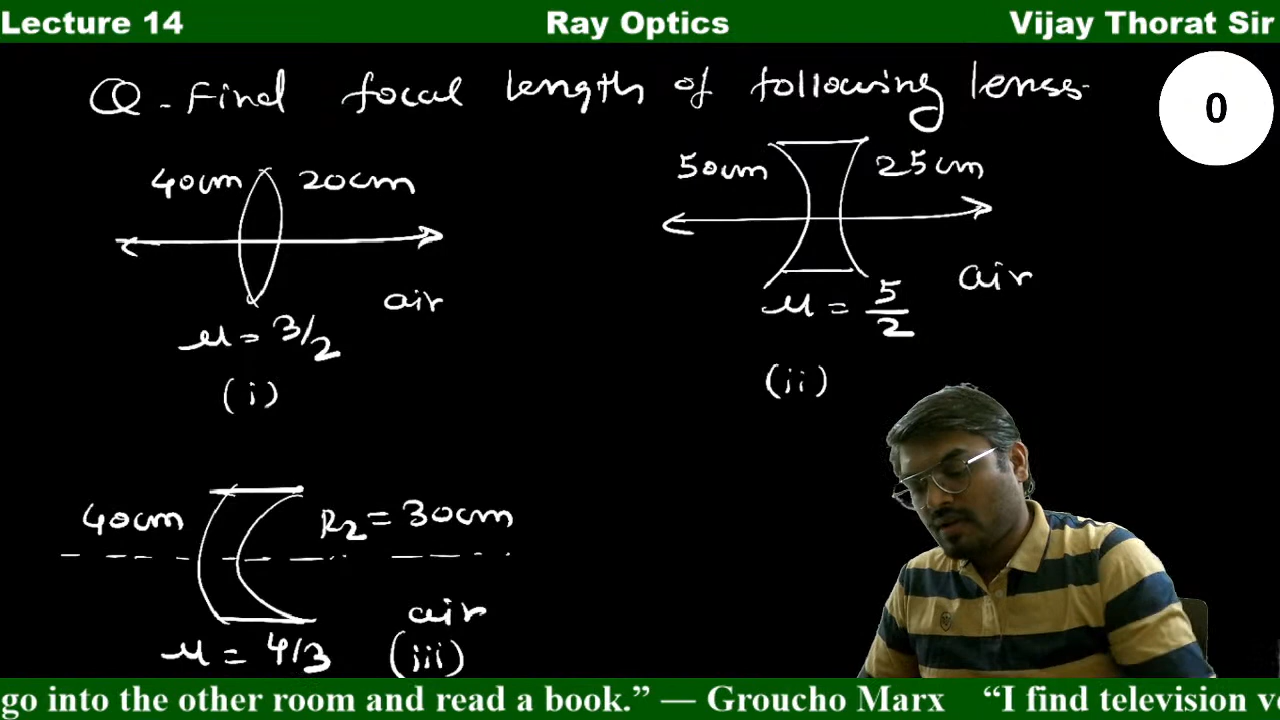 Lecture 14 Ray Optics Vijay Thorat Sir
0
Q - Find focal length of following lenses.
40cm 20cm
air
μ = 3/2
(i)
50cm 25cm
air
μ = 5/2
(ii)
40cm R₂ = 30cm
air
μ = 4/3 (iii)
go into the other room and read a book.” — Groucho Marx “I find television v